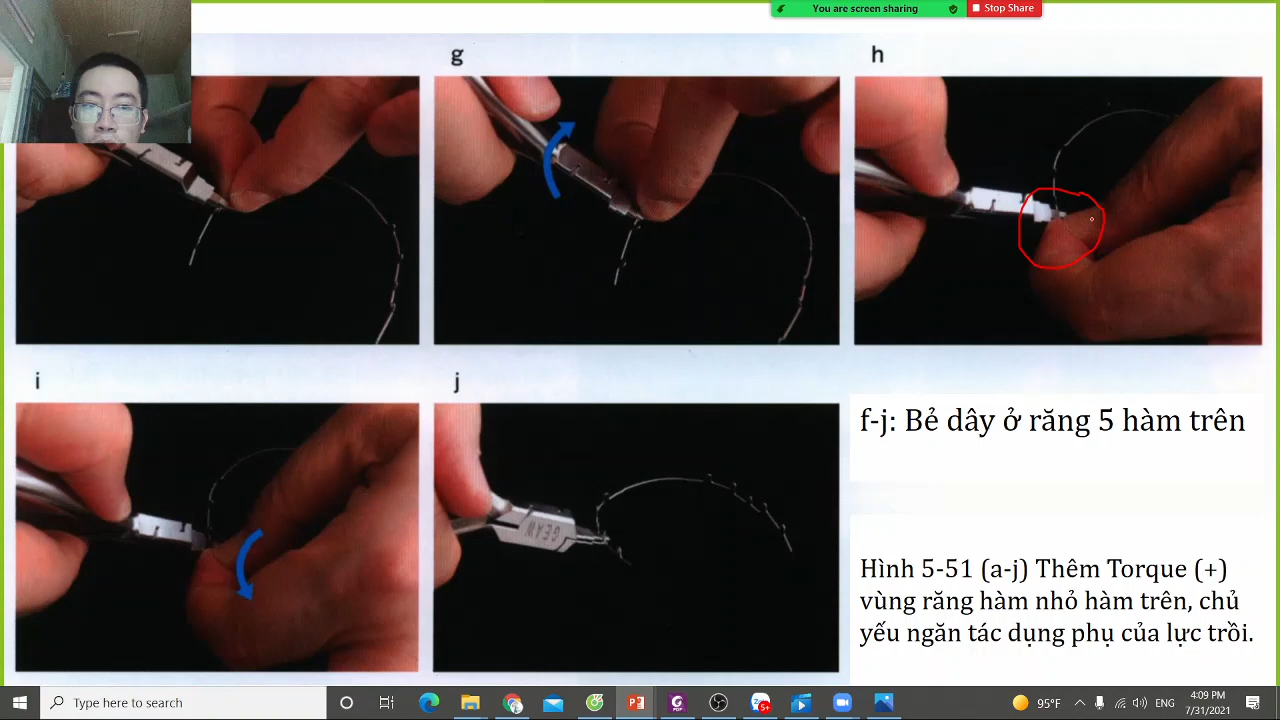 You are screen sharing
Stop Share
g
h
i
j
GEAW
f-j: Bẻ dây ở răng 5 hàm trên
Hình 5-51 (a-j) Thêm Torque (+)
vùng răng hàm nhỏ hàm trên, chủ
yếu ngăn tác dụng phụ của lực trồi.
Type here to search
95°F
ENG
4:09 PM
7/31/2021